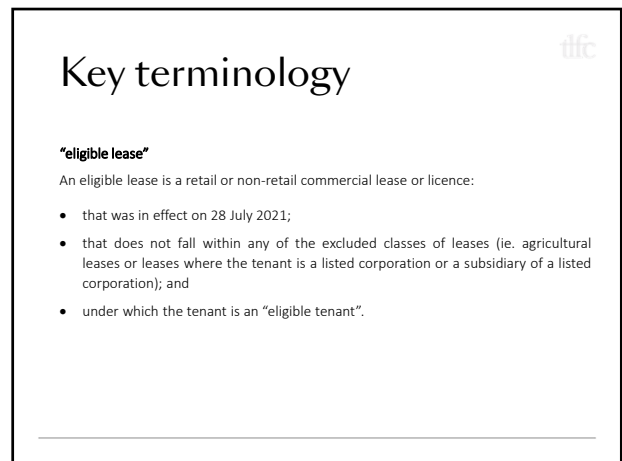 tlfc
Key terminology
“eligible lease”
An eligible lease is a retail or non-retail commercial lease or licence:
• that was in effect on 28 July 2021;
• that does not fall within any of the excluded classes of leases (ie. agricultural
leases or leases where the tenant is a listed corporation or a subsidiary of a listed
corporation); and
• under which the tenant is an “eligible tenant”.